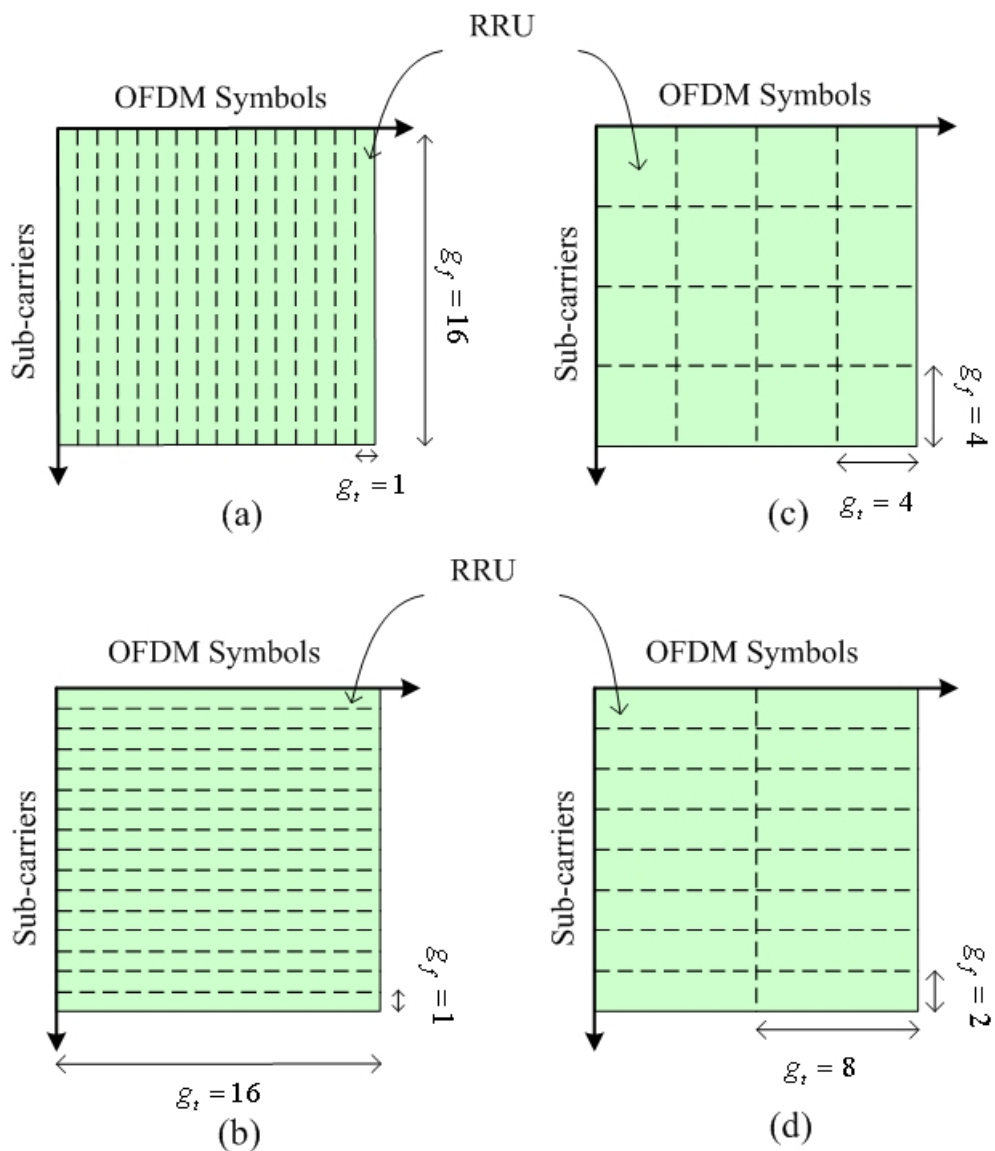 RRU
OFDM Symbols
OFDM Symbols
Sub-carriers
g_f = 16
Sub-carriers
g_f = 4
g_t = 1
g_t = 4
(a)
(c)
RRU
OFDM Symbols
OFDM Symbols
Sub-carriers
g_f = 1
Sub-carriers
g_f = 2
g_t = 16
g_t = 8
(b)
(d)